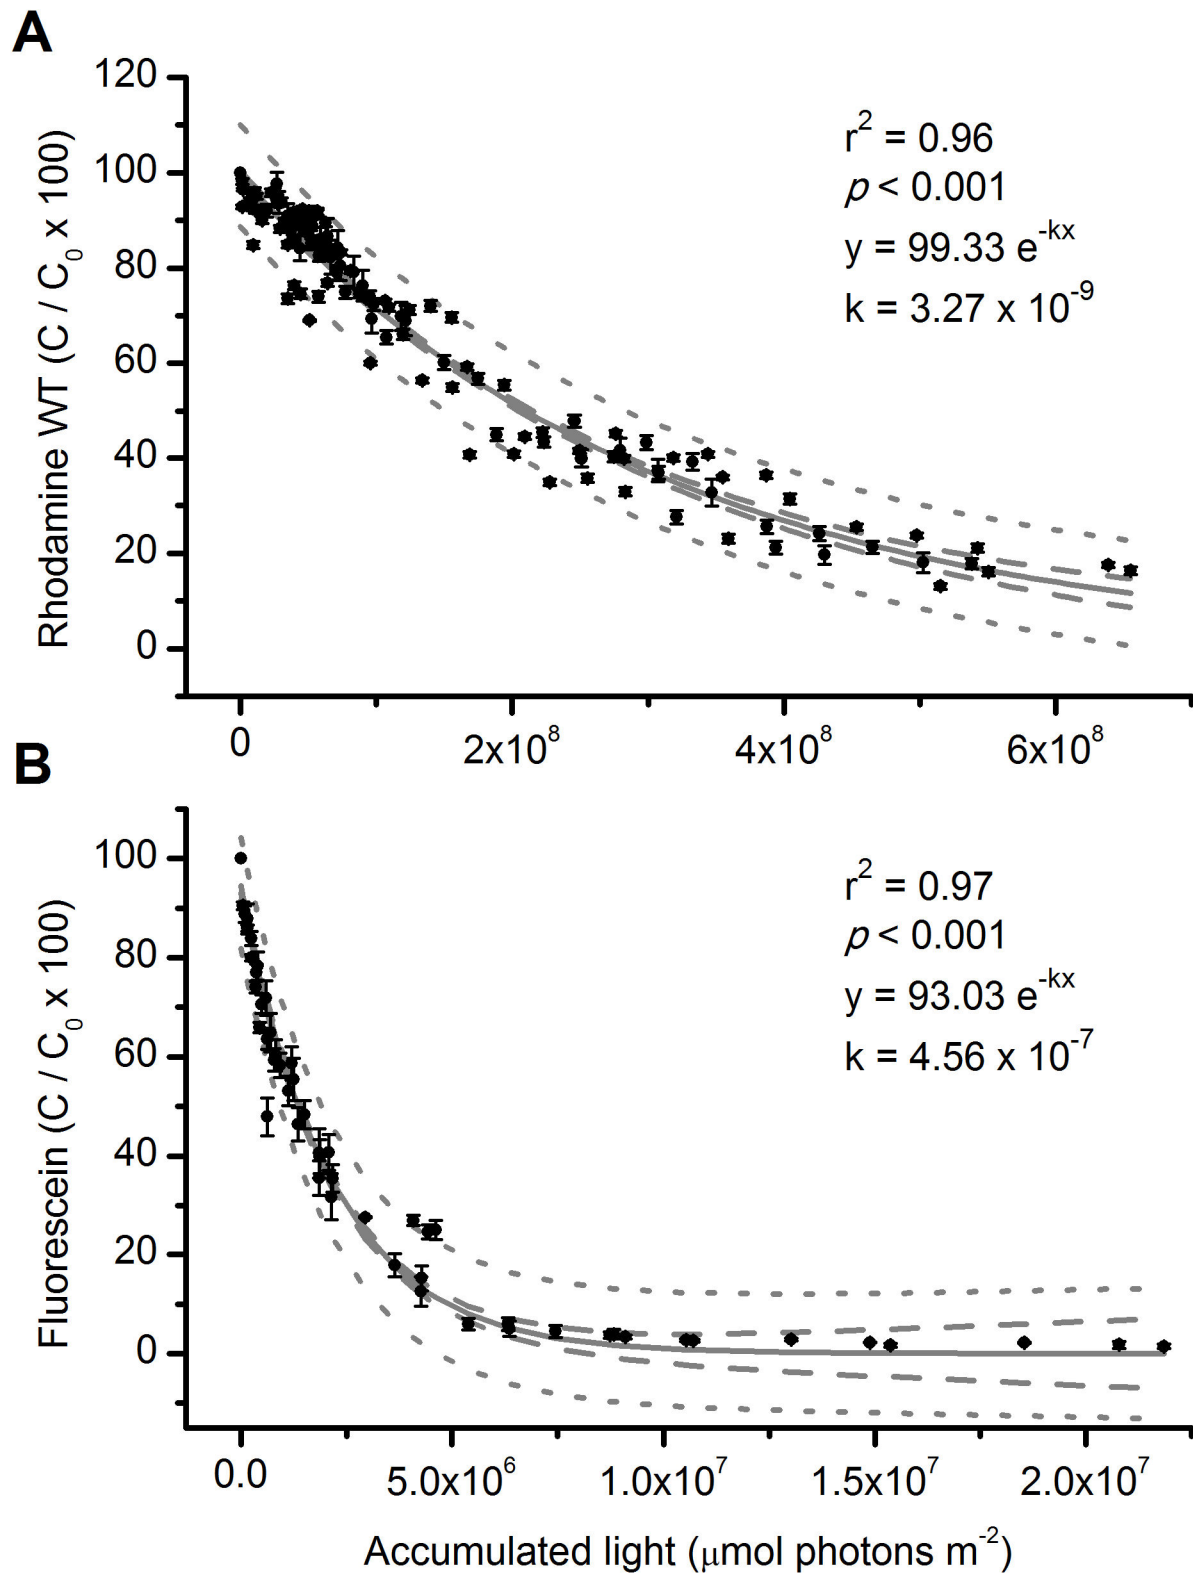 A
120
100
80
60
40
20
0
Rhodamine WT (C / C₀ x 100)
r² = 0.96
p < 0.001
y = 99.33 e⁻ᵏˣ
k = 3.27 x 10⁻⁹
0 2x10⁸ 4x10⁸ 6x10⁸
B
100
80
60
40
20
0
Fluorescein (C / C₀ x 100)
r² = 0.97
p < 0.001
y = 93.03 e⁻ᵏˣ
k = 4.56 x 10⁻⁷
0.0 5.0x10⁶ 1.0x10⁷ 1.5x10⁷ 2.0x10⁷
Accumulated light (μmol photons m⁻²)